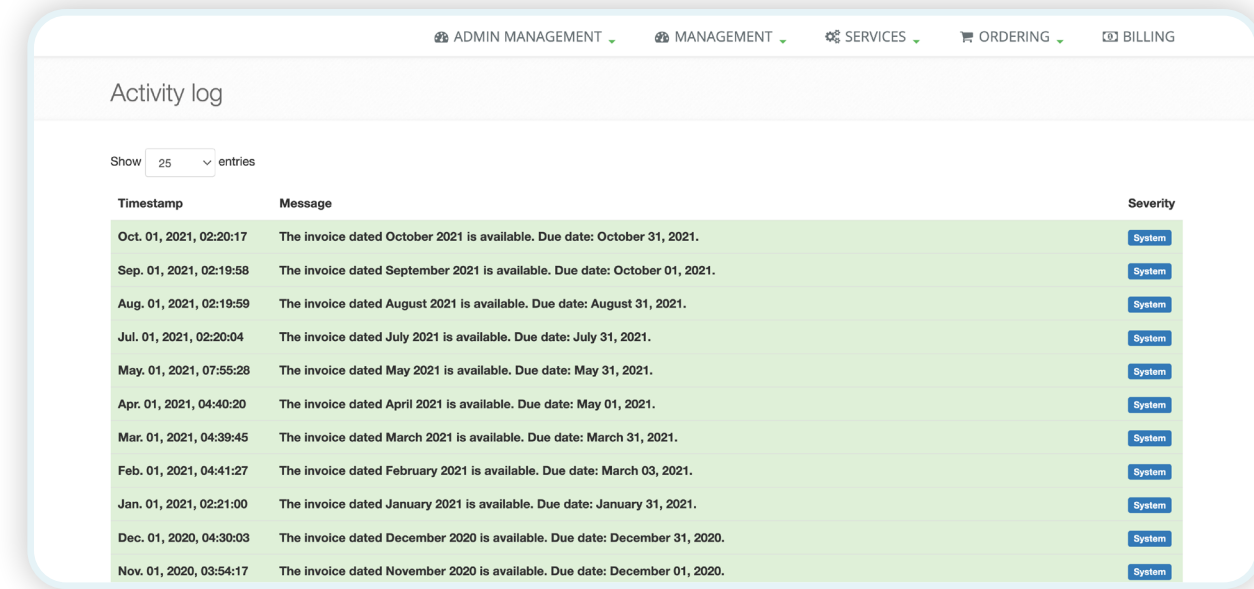 ADMIN MANAGEMENT MANAGEMENT SERVICES ORDERING BILLING
Activity log
Show 25 entries
Timestamp Message Severity
Oct. 01, 2021, 02:20:17 The invoice dated October 2021 is available. Due date: October 31, 2021. System
Sep. 01, 2021, 02:19:58 The invoice dated September 2021 is available. Due date: October 01, 2021. System
Aug. 01, 2021, 02:19:59 The invoice dated August 2021 is available. Due date: August 31, 2021. System
Jul. 01, 2021, 02:20:04 The invoice dated July 2021 is available. Due date: July 31, 2021. System
May. 01, 2021, 07:55:28 The invoice dated May 2021 is available. Due date: May 31, 2021. System
Apr. 01, 2021, 04:40:20 The invoice dated April 2021 is available. Due date: May 01, 2021. System
Mar. 01, 2021, 04:39:45 The invoice dated March 2021 is available. Due date: March 31, 2021. System
Feb. 01, 2021, 04:41:27 The invoice dated February 2021 is available. Due date: March 03, 2021. System
Jan. 01, 2021, 02:21:00 The invoice dated January 2021 is available. Due date: January 31, 2021. System
Dec. 01, 2020, 04:30:03 The invoice dated December 2020 is available. Due date: December 31, 2020. System
Nov. 01, 2020, 03:54:17 The invoice dated November 2020 is available. Due date: December 01, 2020. System